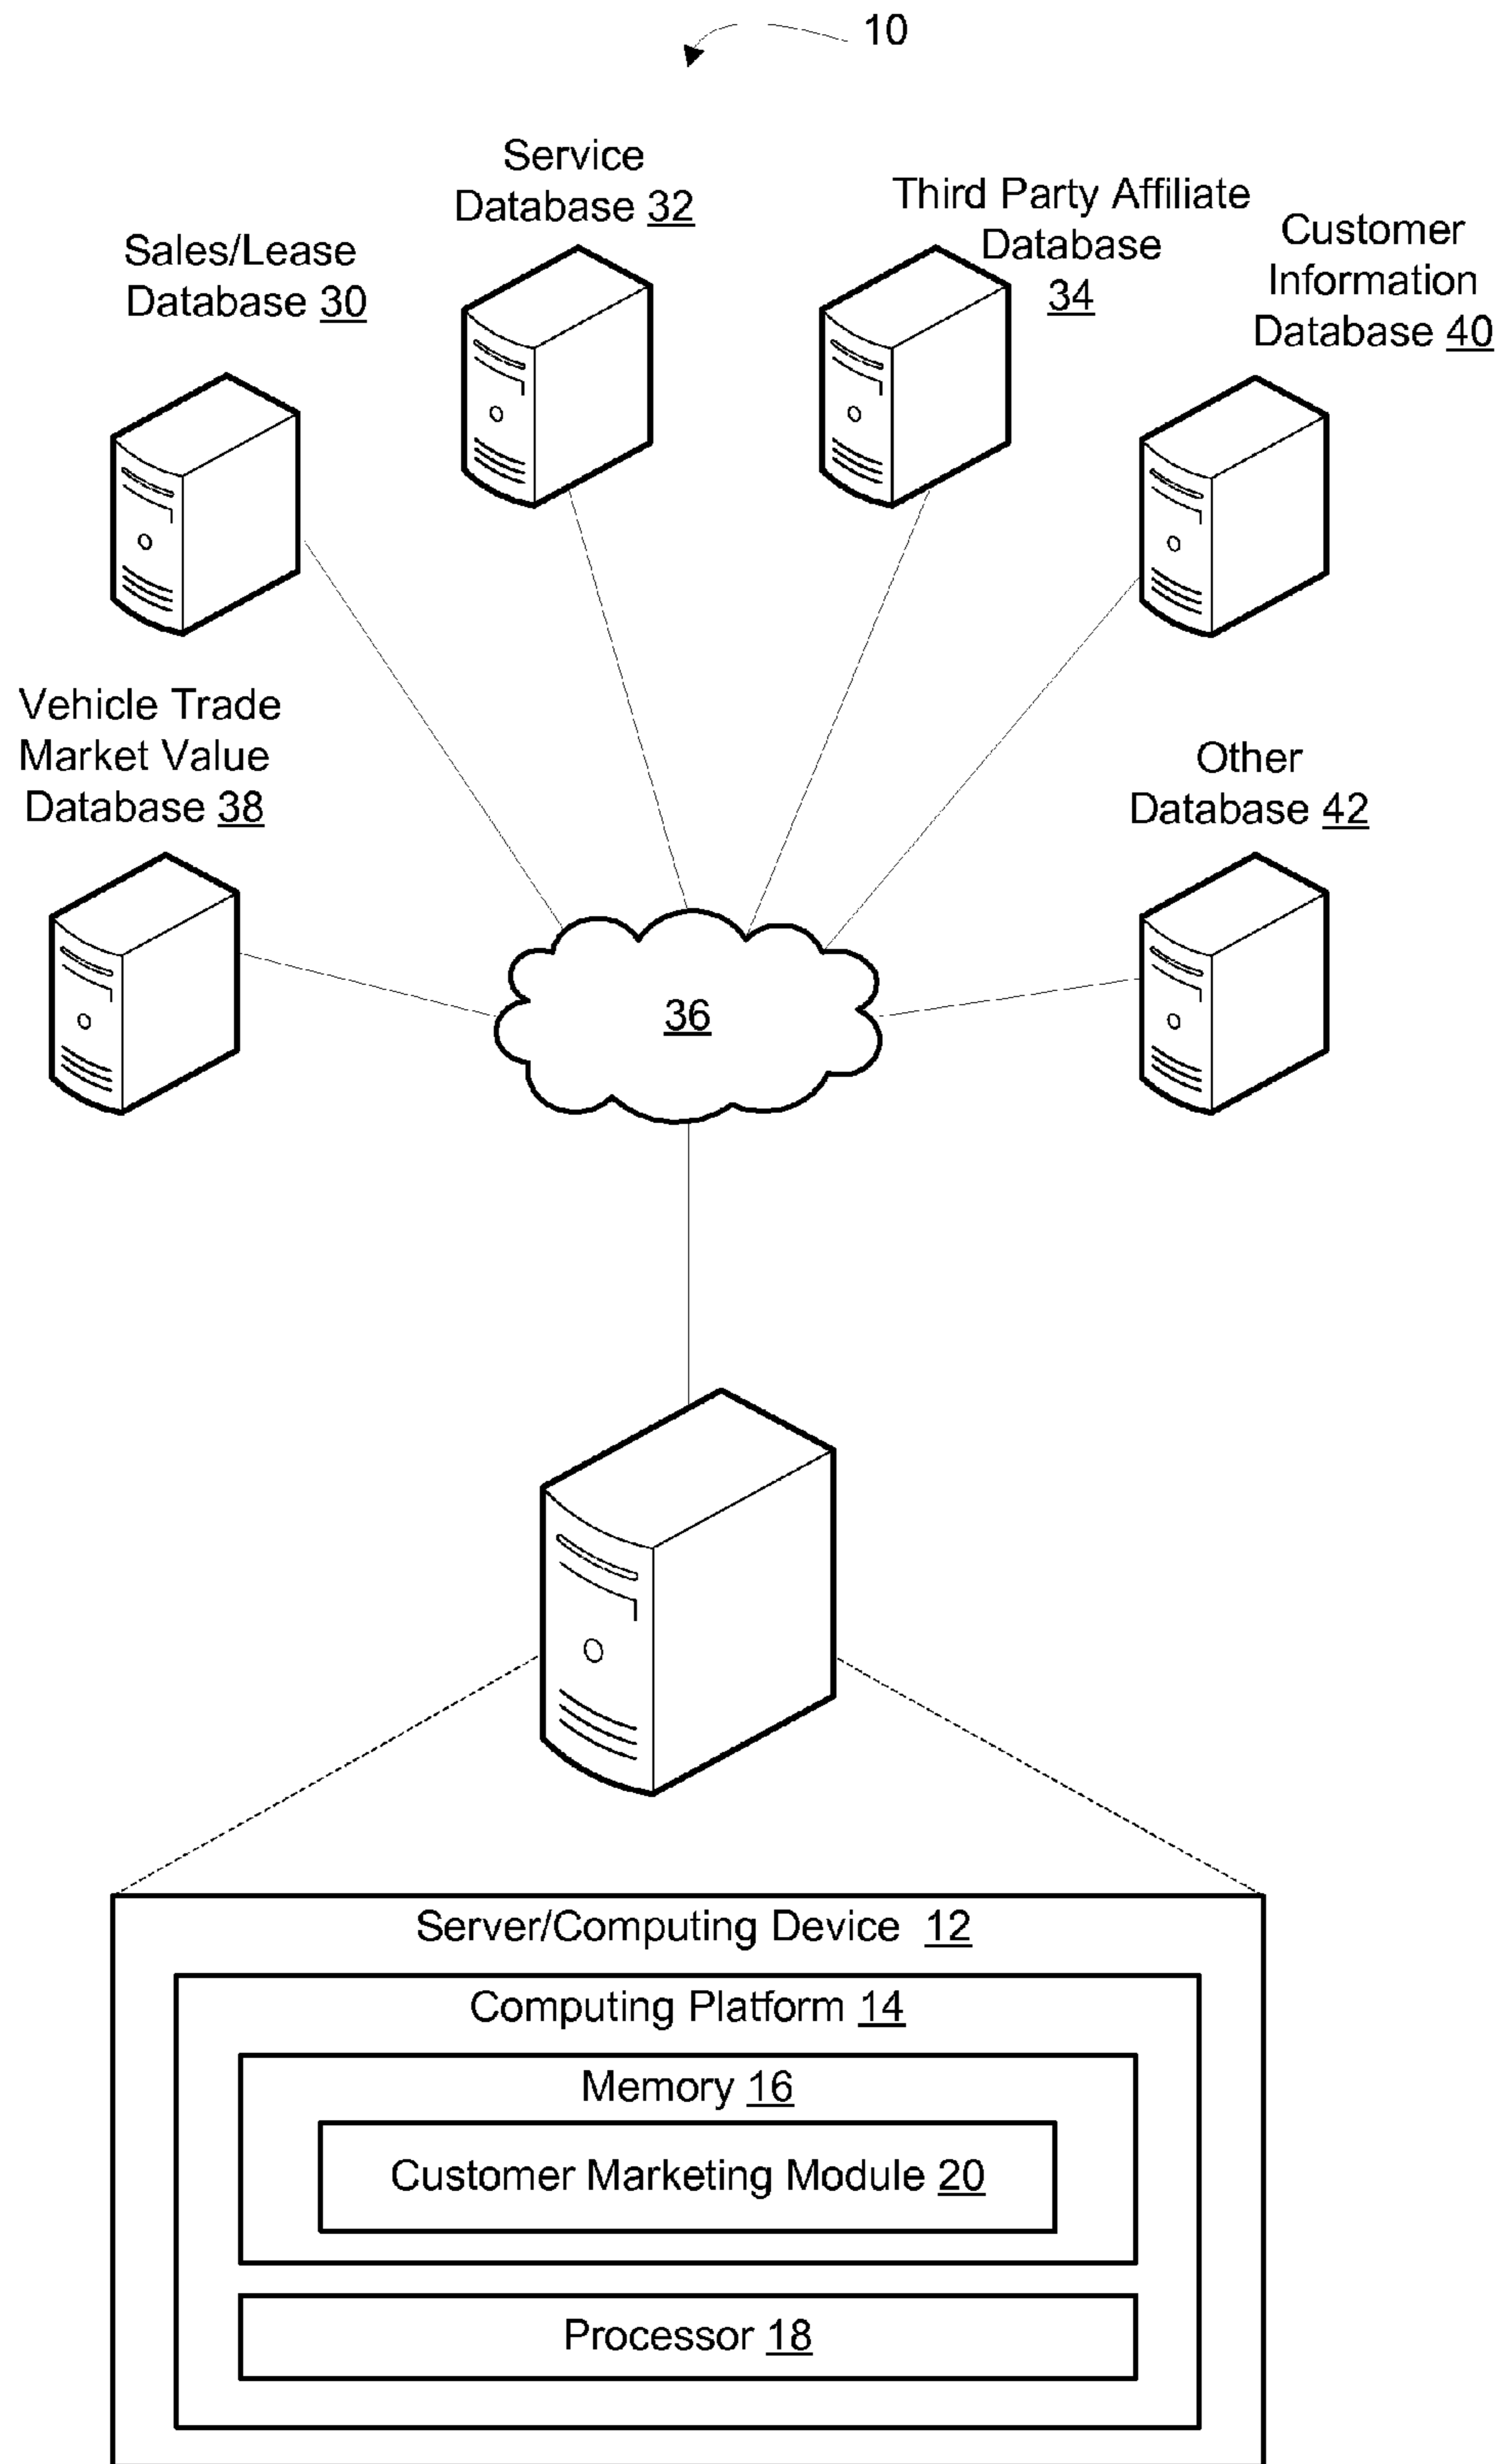 10
Service
Database 32
Third Party Affiliate
Database
34
Customer
Information
Database 40
Sales/Lease
Database 30
Vehicle Trade
Market Value
Database 38
Other
Database 42
36
Server/Computing Device 12
Computing Platform 14
Memory 16
Customer Marketing Module 20
Processor 18